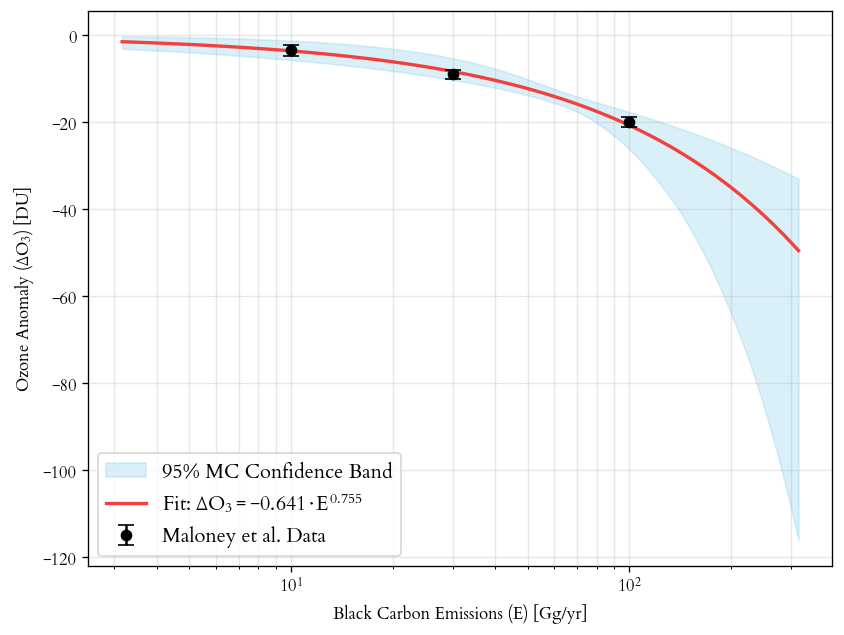 0
−20
−40
−60
−80
−100
−120
Ozone Anomaly (ΔO₃) [DU]
95% MC Confidence Band
Fit: ΔO₃ = −0.641 · E^0.755
Maloney et al. Data
10¹
10²
Black Carbon Emissions (E) [Gg/yr]